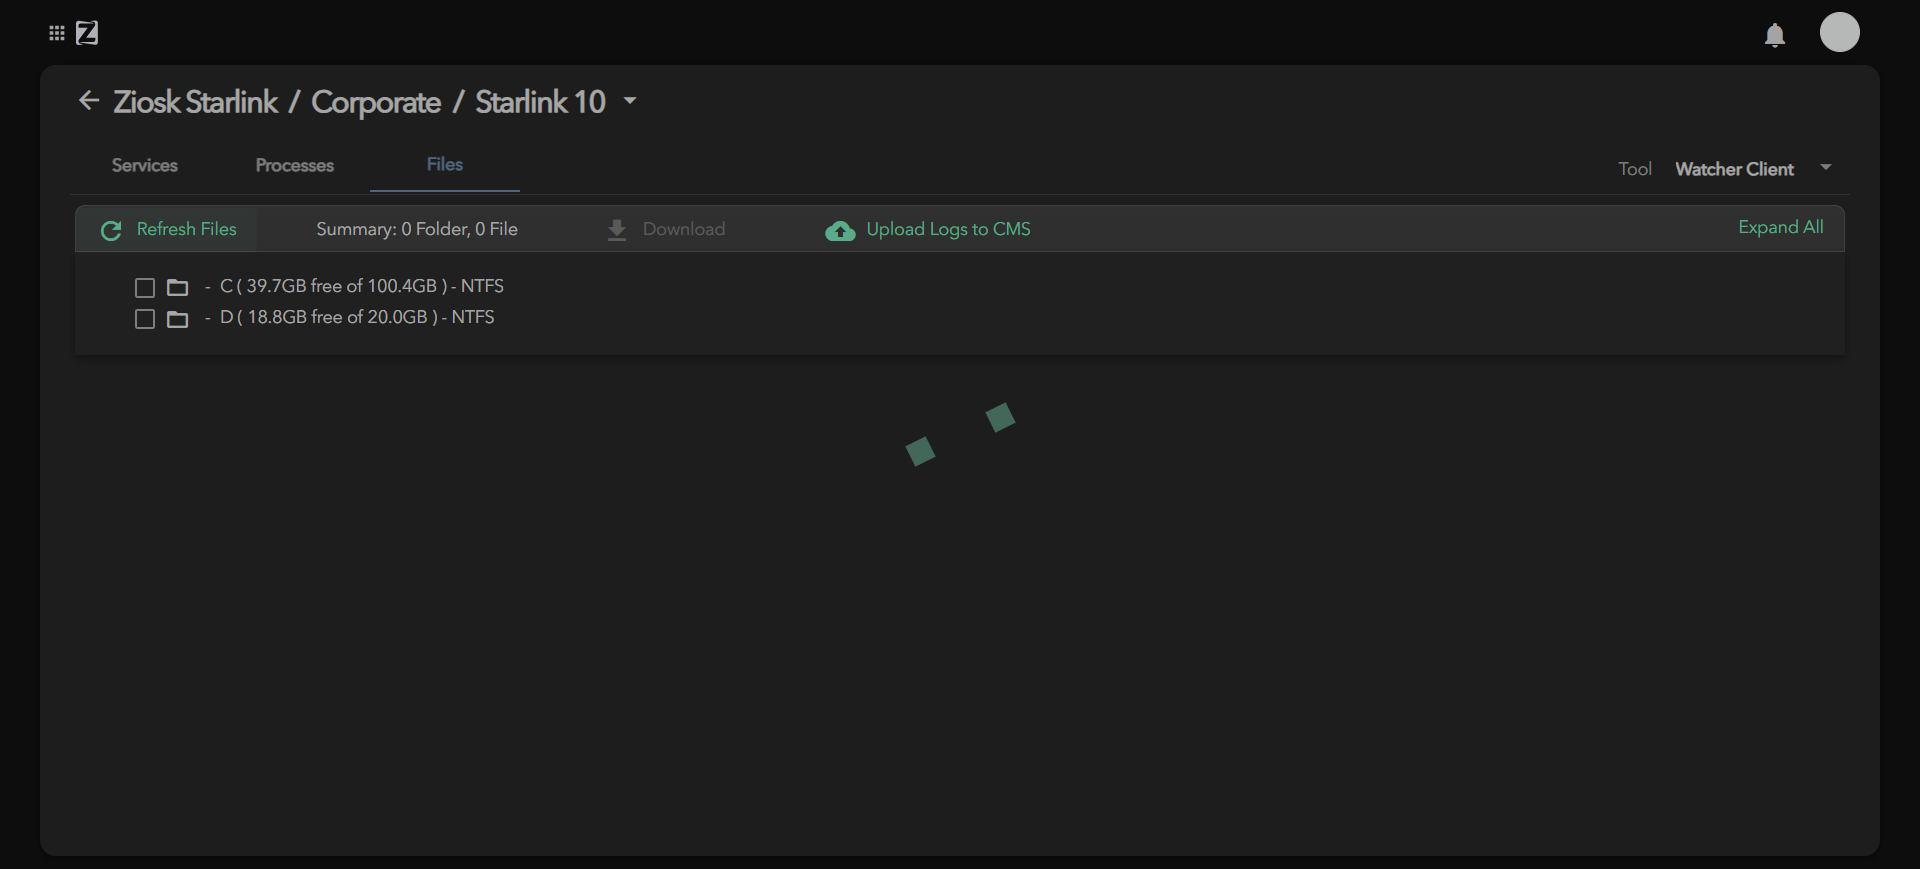 Z
Ziosk Starlink / Corporate / Starlink 10
Services Processes Files Tool Watcher Client
Refresh Files Summary: 0 Folder, 0 File Download Upload Logs to CMS Expand All
- C ( 39.7GB free of 100.4GB ) - NTFS
- D ( 18.8GB free of 20.0GB ) - NTFS